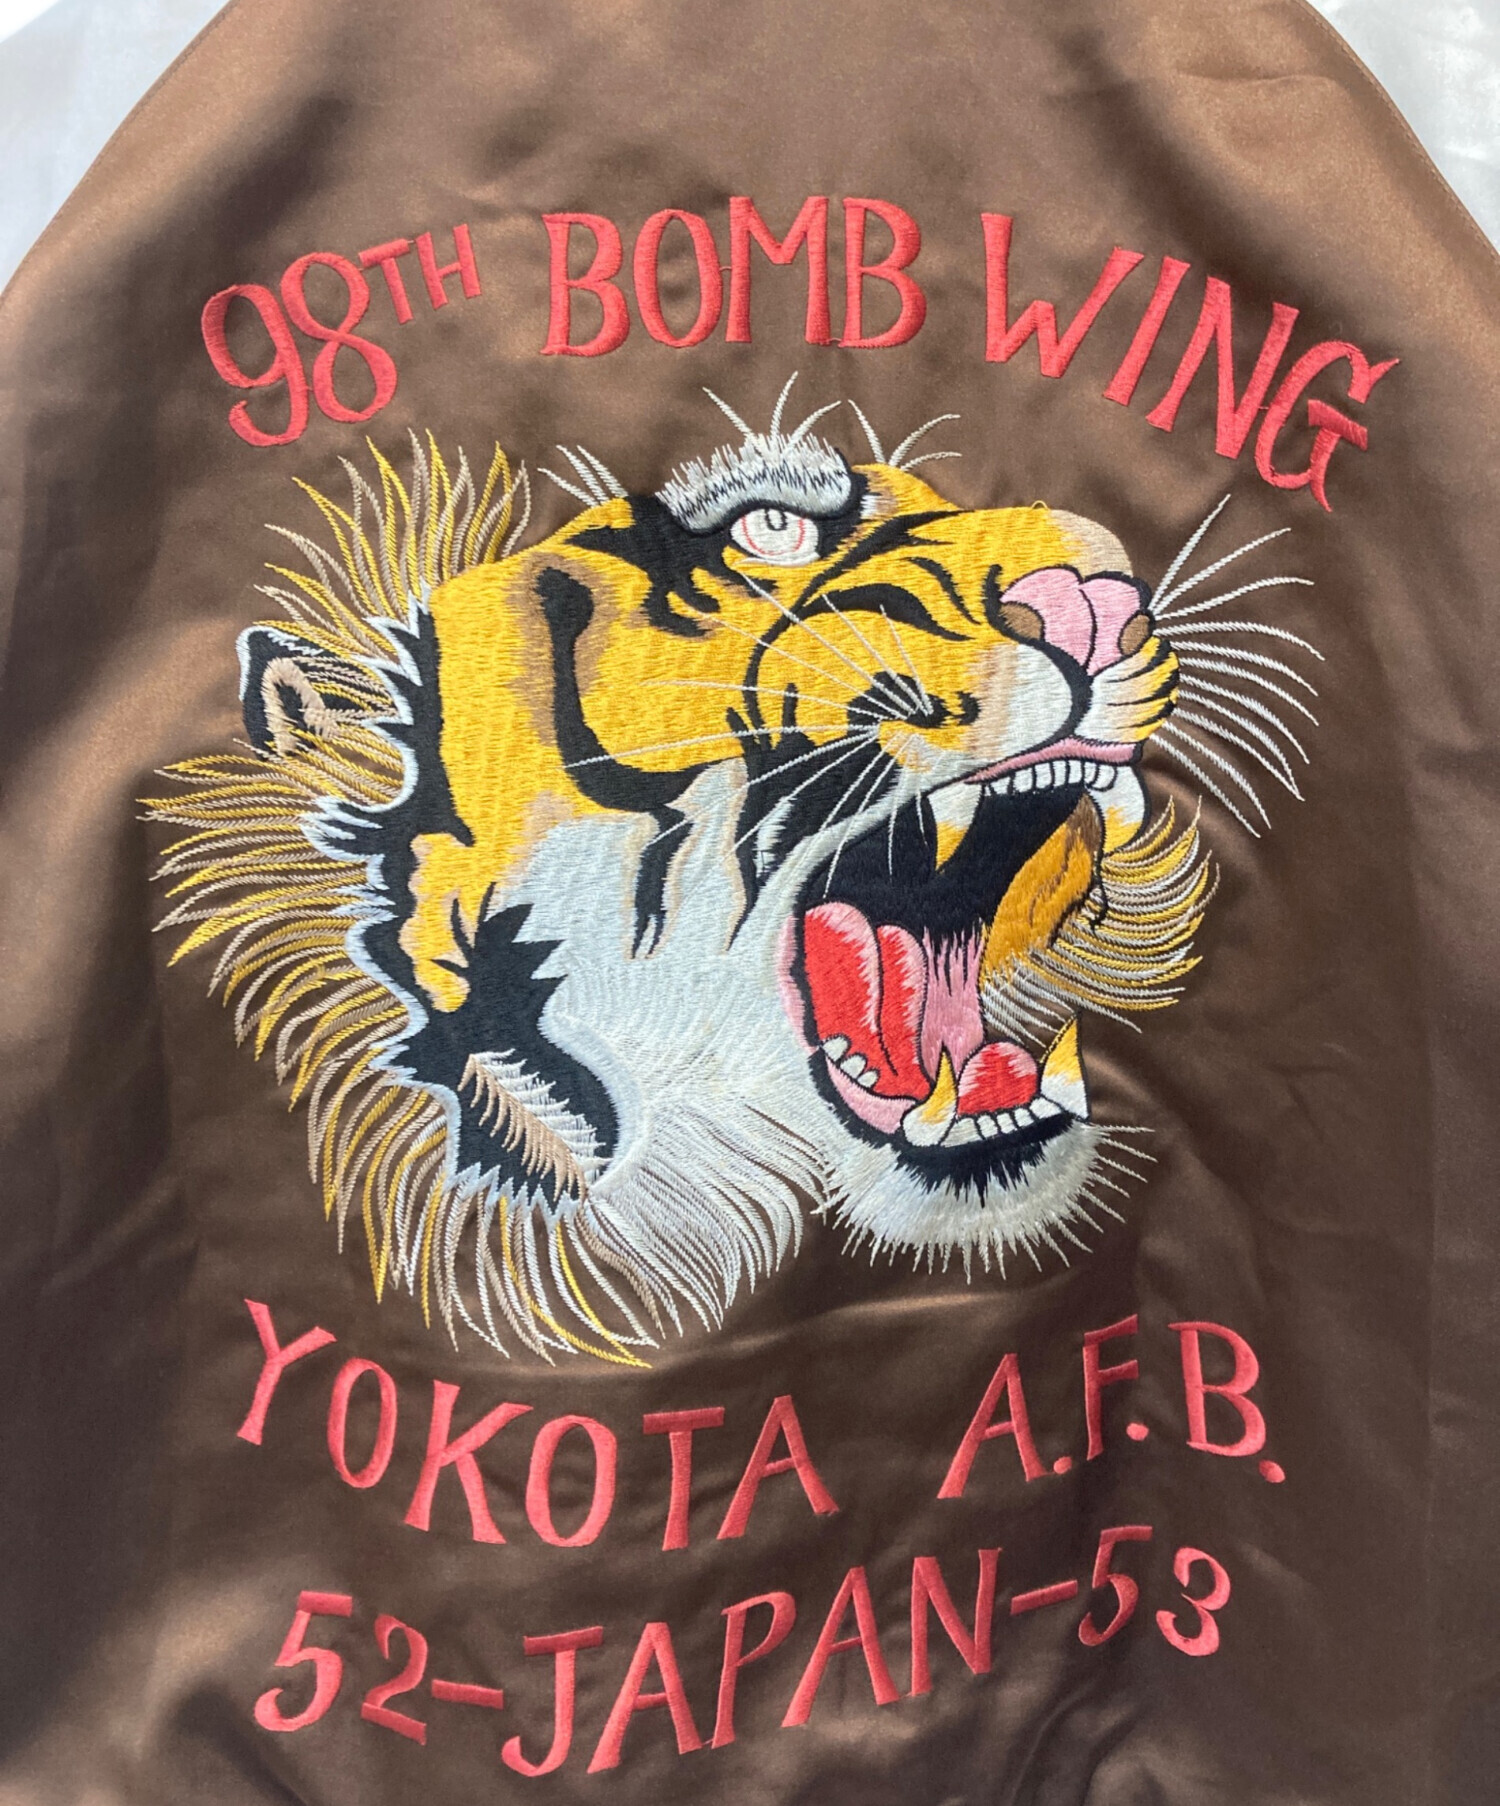 98TH BOMB WING
YOKOTA A.F.B.
52-JAPAN-53